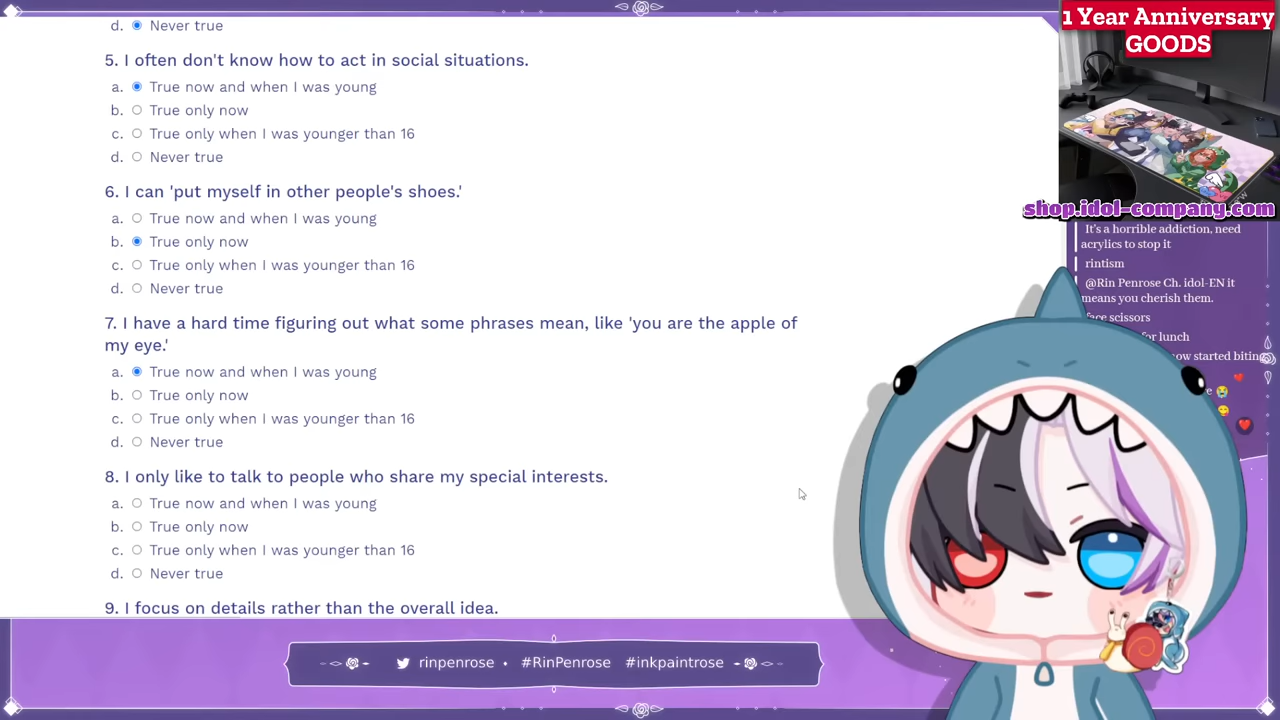 d. Never true
5. I often don't know how to act in social situations.
a. True now and when I was young
b. True only now
c. True only when I was younger than 16
d. Never true
6. I can 'put myself in other people's shoes.'
a. True now and when I was young
b. True only now
c. True only when I was younger than 16
d. Never true
7. I have a hard time figuring out what some phrases mean, like 'you are the apple of
my eye.'
a. True now and when I was young
b. True only now
c. True only when I was younger than 16
d. Never true
8. I only like to talk to people who share my special interests.
a. True now and when I was young
b. True only now
c. True only when I was younger than 16
d. Never true
9. I focus on details rather than the overall idea.
1 Year Anniversary
GOODS
shop.idol-company.com
It's a horrible addiction, need
acrylics to stop it
rintism
@Rin Penrose Ch. idol-EN it
means you cherish them.
scissors
for lunch
started biting
rinpenrose • #RinPenrose #inkpaintrose